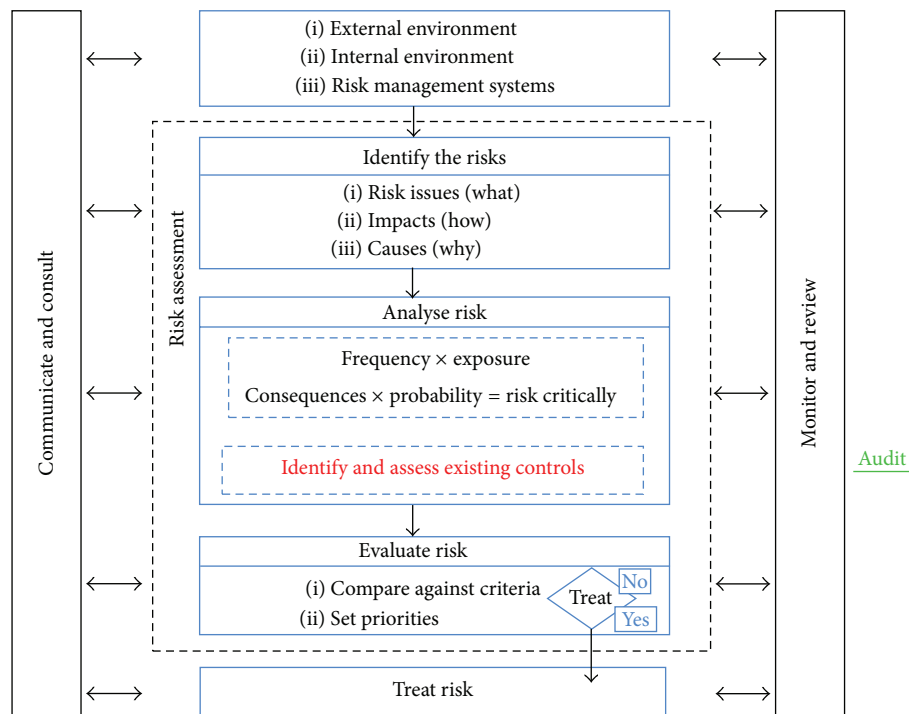 Communicate and consult
(i) External environment
(ii) Internal environment
(iii) Risk management systems
Risk assessment
Identify the risks
(i) Risk issues (what)
(ii) Impacts (how)
(iii) Causes (why)
Analyse risk
Frequency × exposure
Consequences × probability = risk critically
Identify and assess existing controls
Evaluate risk
(i) Compare against criteria
(ii) Set priorities
Treat
No
Yes
Treat risk
Monitor and review
Audit